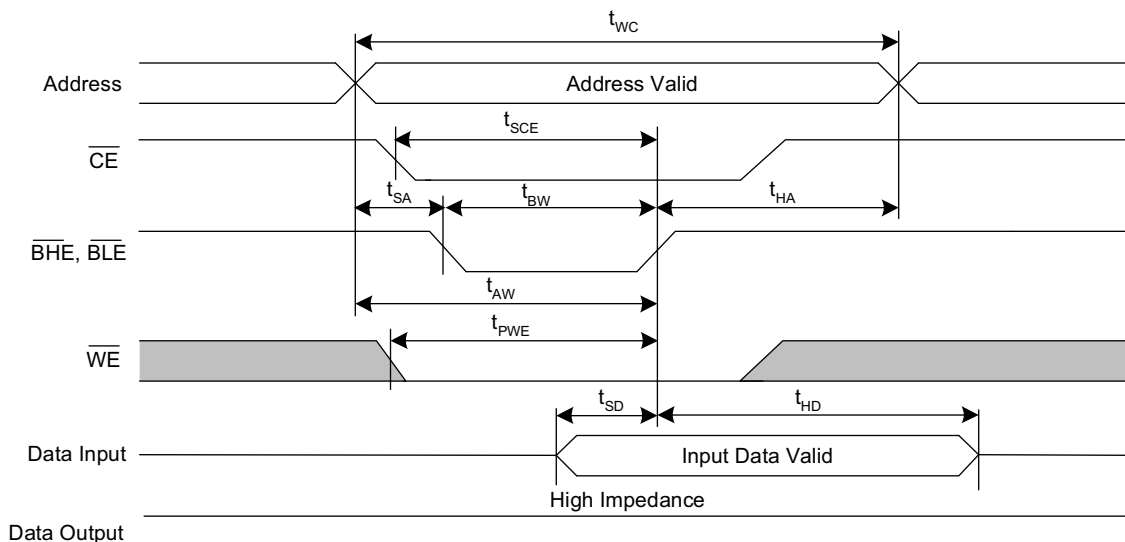 tWC
Address
Address Valid
tSCE
CE
tSA
tBW
tHA
BHE, BLE
tAW
tPWE
WE
tSD
tHD
Data Input
Input Data Valid
High Impedance
Data Output